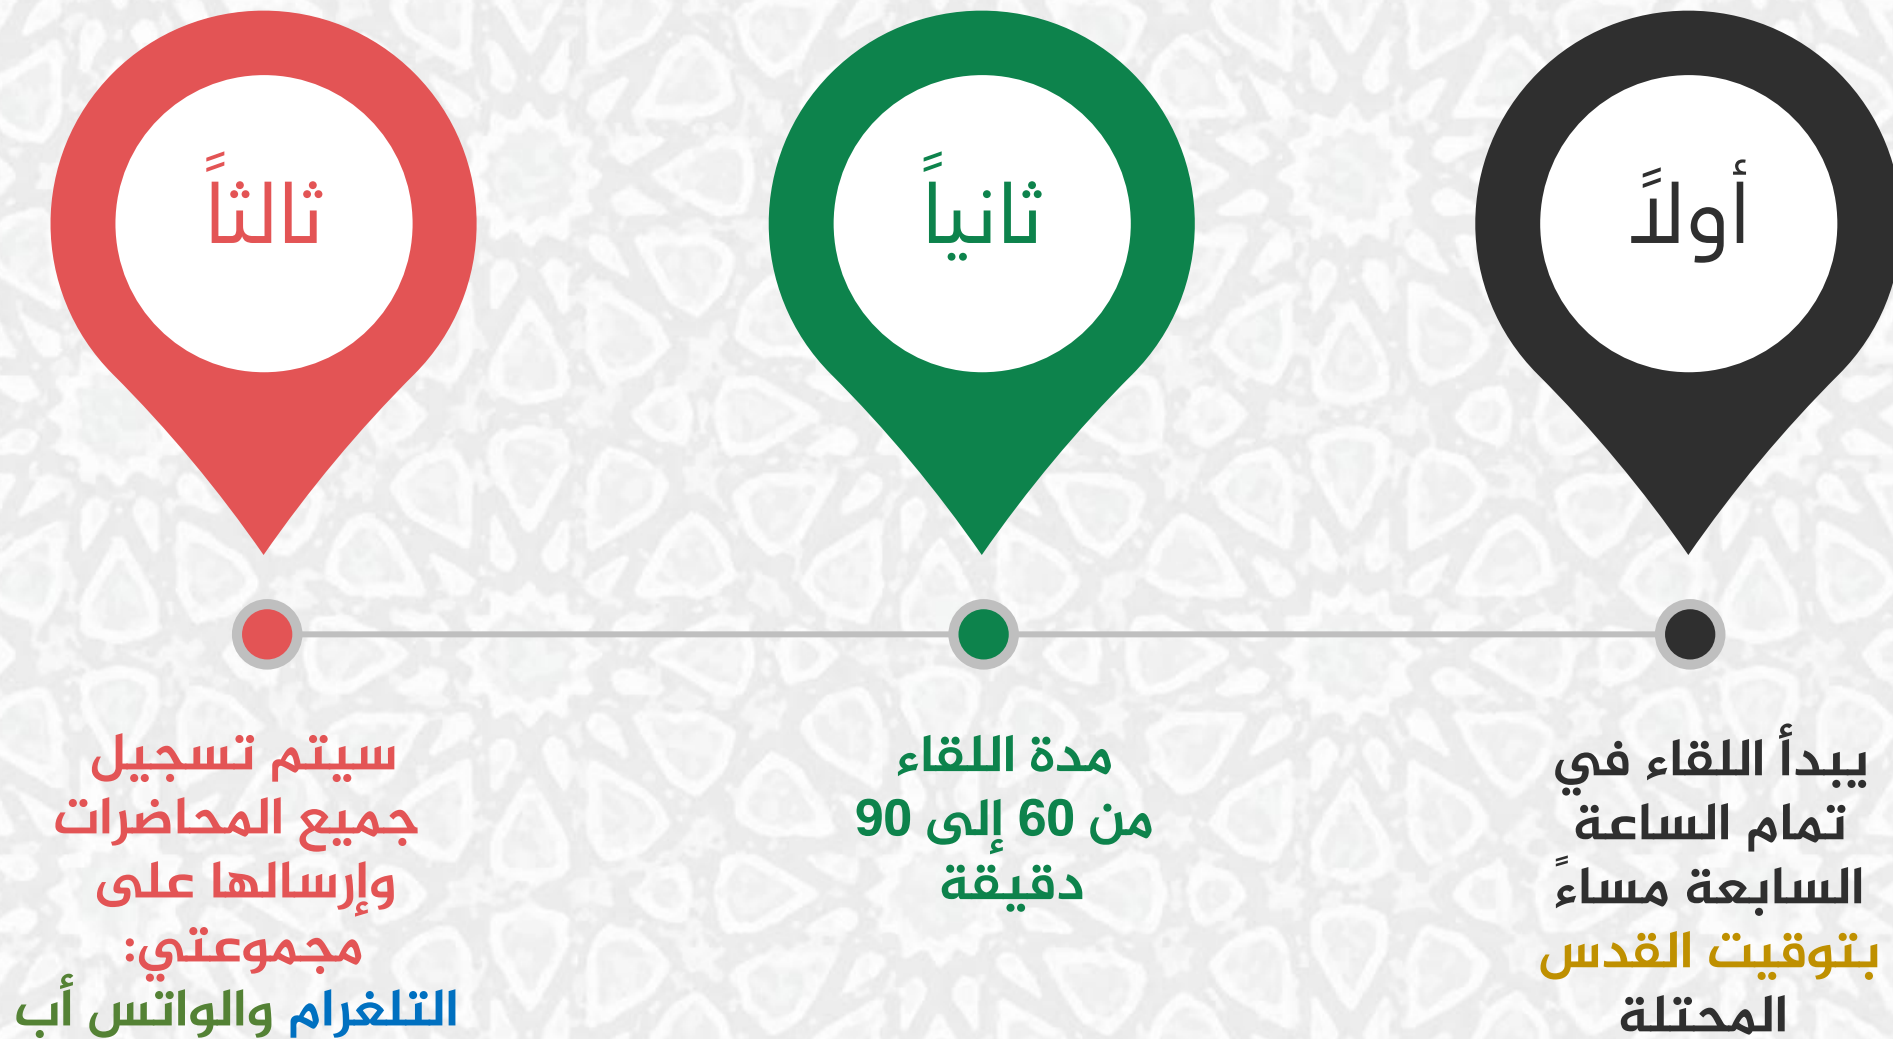 أولاً
يبدأ اللقاء في
تمام الساعة
السابعة مساءً
بتوقيت القدس
المحتلة
ثانياً
مدة اللقاء
من 60 إلى 90
دقيقة
ثالثاً
سيتم تسجيل
جميع المحاضرات
وإرسالها على
مجموعتي:
التلغرام والواتس أب